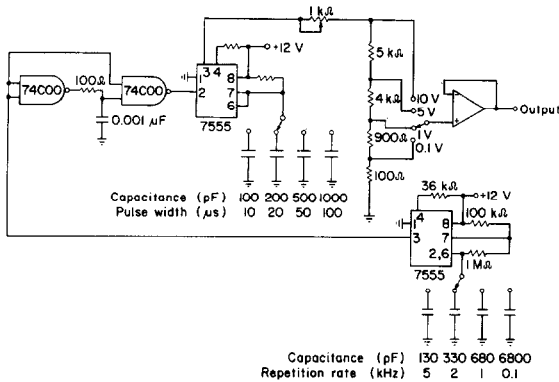 1 kΩ
+12 V
5 kΩ
74C00
100Ω
74C00
3 4
1
8
2
7
6
7555
0.001 µF
4 kΩ
10 V
5 V
1 V
0.1 V
Output
900Ω
100Ω
Capacitance (pF) 100 200 500 1000
Pulse width (µs) 10 20 50 100
36 kΩ
+12 V
4
1
8
100 kΩ
3
7
2,6
1 MΩ
7555
Capacitance (pF) 130 330 680 6800
Repetition rate (kHz) 5 2 1 0.1